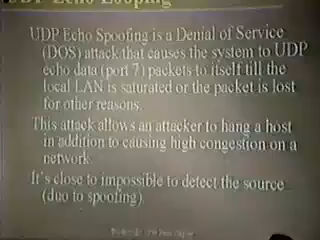 UDP Echo Looping
UDP Echo Spoofing is a Denial of Service
(DOS) attack that causes the system to UDP
echo data (port 7) packets to itself till the
local LAN is saturated or the packet is lost
for other reasons.
This attack allows an attacker to hang a host
in addition to causing high congestion on a
network.
It's close to impossible to detect the source
(duo to spoofing).